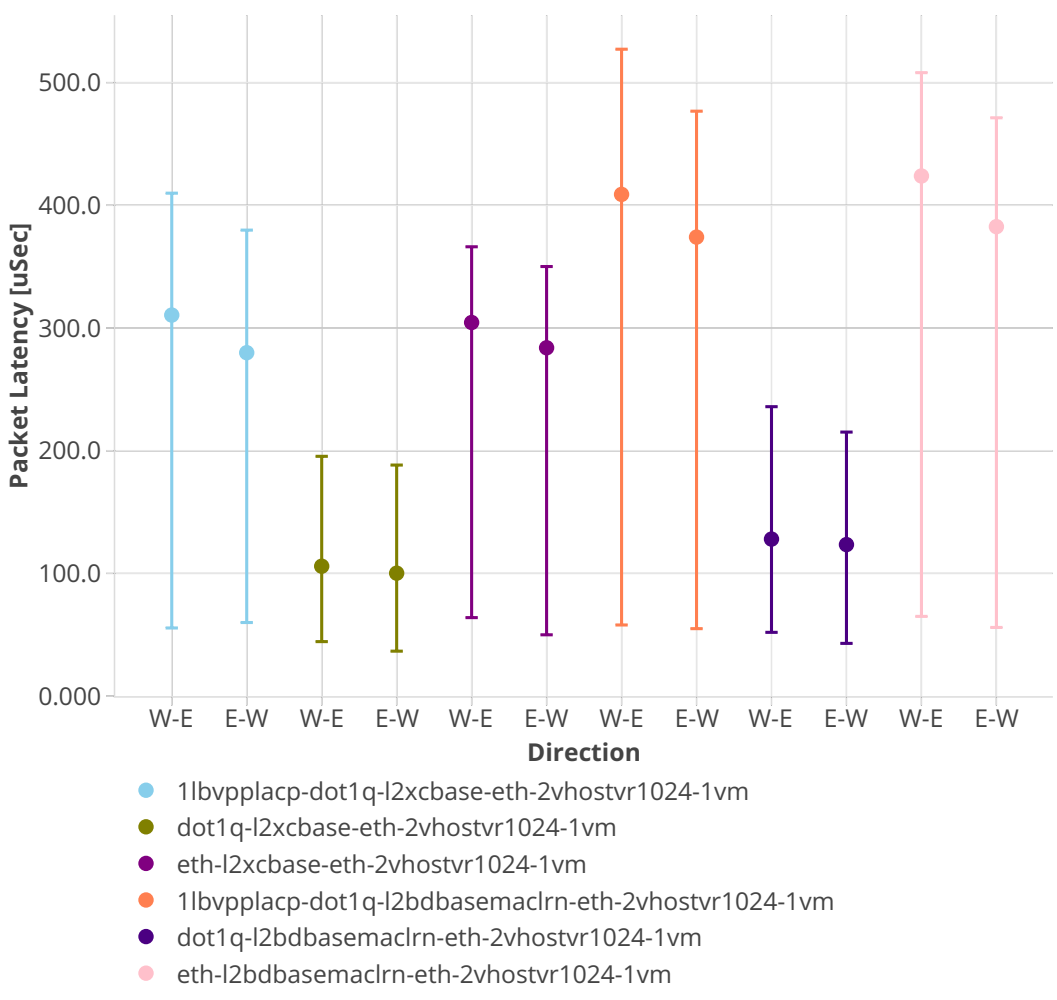 500.0
400.0
300.0
200.0
100.0
0.000
Packet Latency [uSec]
W-E E-W W-E E-W W-E E-W W-E E-W W-E E-W W-E E-W
Direction
1lbvpplacp-dot1q-l2xcbase-eth-2vhostvr1024-1vm
dot1q-l2xcbase-eth-2vhostvr1024-1vm
eth-l2xcbase-eth-2vhostvr1024-1vm
1lbvpplacp-dot1q-l2bdbasemaclrn-eth-2vhostvr1024-1vm
dot1q-l2bdbasemaclrn-eth-2vhostvr1024-1vm
eth-l2bdbasemaclrn-eth-2vhostvr1024-1vm